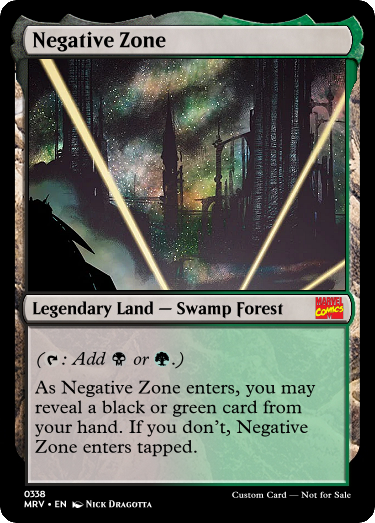 Negative Zone
Legendary Land — Swamp Forest
MARVEL
COMICS
(: Add or .)
As Negative Zone enters, you may
reveal a black or green card from
your hand. If you don't, Negative
Zone enters tapped.
0338
MRV • EN Nick Dragotta
Custom Card — Not for Sale